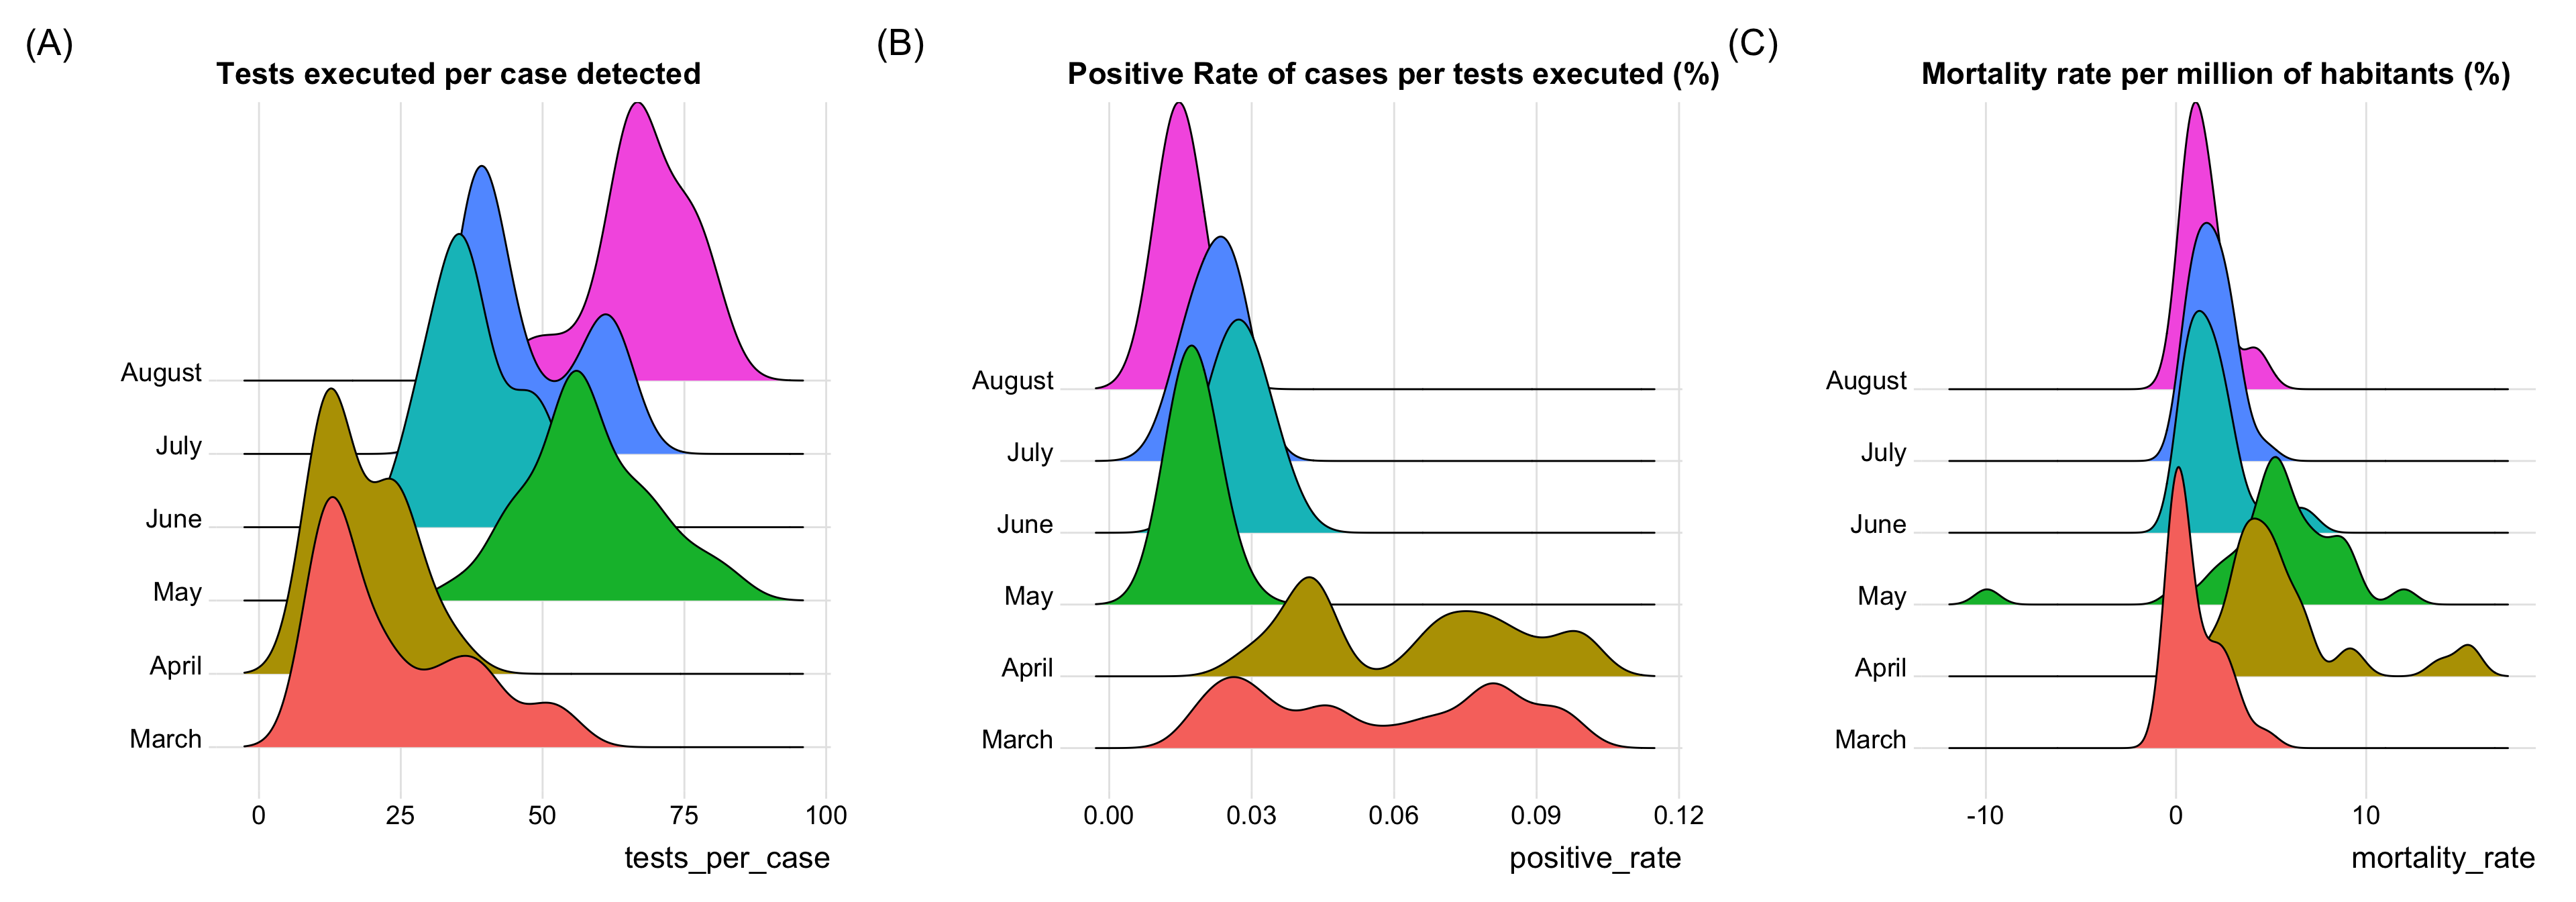 (A)
Tests executed per case detected
August
July
June
May
April
March
0 25 50 75 100
tests_per_case
(B)
Positive Rate of cases per tests executed (%)
August
July
June
May
April
March
0.00 0.03 0.06 0.09 0.12
positive_rate
(C)
Mortality rate per million of habitants (%)
August
July
June
May
April
March
-10 0 10
mortality_rate